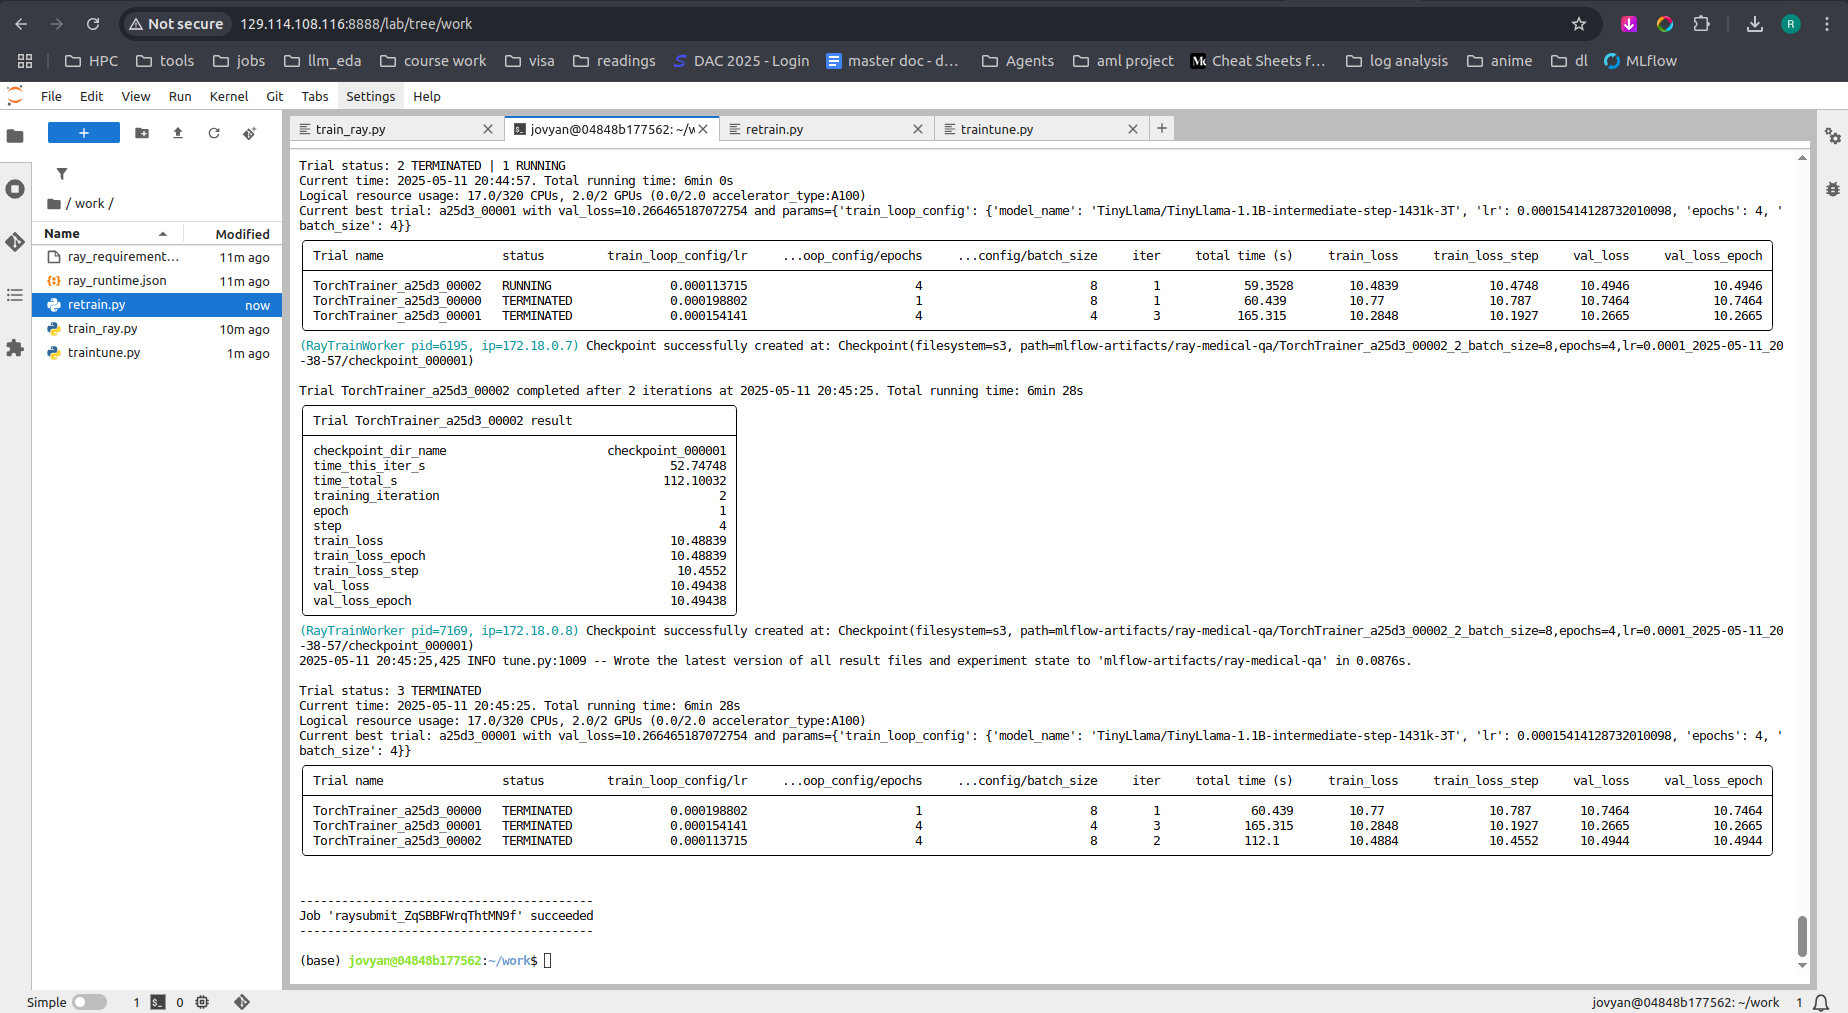 Not secure 129.114.108.116:8888/lab/tree/work R
HPC tools jobs llm_eda course work visa readings DAC 2025 - Login master doc - d... Agents aml project Cheat Sheets f... log analysis anime dl MLflow
File Edit View Run Kernel Git Tabs Settings Help
+
train_ray.py jovyan@04848b177562: ~/w retrain.py traintune.py +
/ work /
Name Modified
ray_requirement... 11m ago
ray_runtime.json 11m ago
retrain.py now
train_ray.py 10m ago
traintune.py 1m ago
Trial status: 2 TERMINATED | 1 RUNNING
Current time: 2025-05-11 20:44:57. Total running time: 6min 0s
Logical resource usage: 17.0/320 CPUs, 2.0/2 GPUs (0.0/2.0 accelerator_type:A100)
Current best trial: a25d3_00001 with val_loss=10.266465187072754 and params={'train_loop_config': {'model_name': 'TinyLlama/TinyLlama-1.1B-intermediate-step-1431k-3T', 'lr': 0.00015414128732010098, 'epochs': 4, '
batch_size': 4}}
Trial name status train_loop_config/lr ...oop_config/epochs ...config/batch_size iter total time (s) train_loss train_loss_step val_loss val_loss_epoch
TorchTrainer_a25d3_00002 RUNNING 0.000113715 4 8 1 59.3528 10.4839 10.4748 10.4946 10.4946
TorchTrainer_a25d3_00000 TERMINATED 0.000198802 1 8 1 60.439 10.77 10.787 10.7464 10.7464
TorchTrainer_a25d3_00001 TERMINATED 0.000154141 4 4 3 165.315 10.2848 10.1927 10.2665 10.2665
(RayTrainWorker pid=6195, ip=172.18.0.7) Checkpoint successfully created at: Checkpoint(filesystem=s3, path=mlflow-artifacts/ray-medical-qa/TorchTrainer_a25d3_00002_2_batch_size=8,epochs=4,lr=0.0001_2025-05-11_20
-38-57/checkpoint_000001)
Trial TorchTrainer_a25d3_00002 completed after 2 iterations at 2025-05-11 20:45:25. Total running time: 6min 28s
Trial TorchTrainer_a25d3_00002 result
checkpoint_dir_name checkpoint_000001
time_this_iter_s 52.74748
time_total_s 112.10032
training_iteration 2
epoch 1
step 4
train_loss 10.48839
train_loss_epoch 10.48839
train_loss_step 10.4552
val_loss 10.49438
val_loss_epoch 10.49438
(RayTrainWorker pid=7169, ip=172.18.0.8) Checkpoint successfully created at: Checkpoint(filesystem=s3, path=mlflow-artifacts/ray-medical-qa/TorchTrainer_a25d3_00002_2_batch_size=8,epochs=4,lr=0.0001_2025-05-11_20
-38-57/checkpoint_000001)
2025-05-11 20:45:25,425 INFO tune.py:1009 -- Wrote the latest version of all result files and experiment state to 'mlflow-artifacts/ray-medical-qa' in 0.0876s.
Trial status: 3 TERMINATED
Current time: 2025-05-11 20:45:25. Total running time: 6min 28s
Logical resource usage: 17.0/320 CPUs, 2.0/2 GPUs (0.0/2.0 accelerator_type:A100)
Current best trial: a25d3_00001 with val_loss=10.266465187072754 and params={'train_loop_config': {'model_name': 'TinyLlama/TinyLlama-1.1B-intermediate-step-1431k-3T', 'lr': 0.00015414128732010098, 'epochs': 4, '
batch_size': 4}}
Trial name status train_loop_config/lr ...oop_config/epochs ...config/batch_size iter total time (s) train_loss train_loss_step val_loss val_loss_epoch
TorchTrainer_a25d3_00000 TERMINATED 0.000198802 1 8 1 60.439 10.77 10.787 10.7464 10.7464
TorchTrainer_a25d3_00001 TERMINATED 0.000154141 4 4 3 165.315 10.2848 10.1927 10.2665 10.2665
TorchTrainer_a25d3_00002 TERMINATED 0.000113715 4 8 2 112.1 10.4884 10.4552 10.4944 10.4944
------------------------------------------
Job 'raysubmit_ZqSBBFWrqThtMN9f' succeeded
------------------------------------------
(base) jovyan@04848b177562:~/work$
Simple 1 0 jovyan@04848b177562: ~/work 1